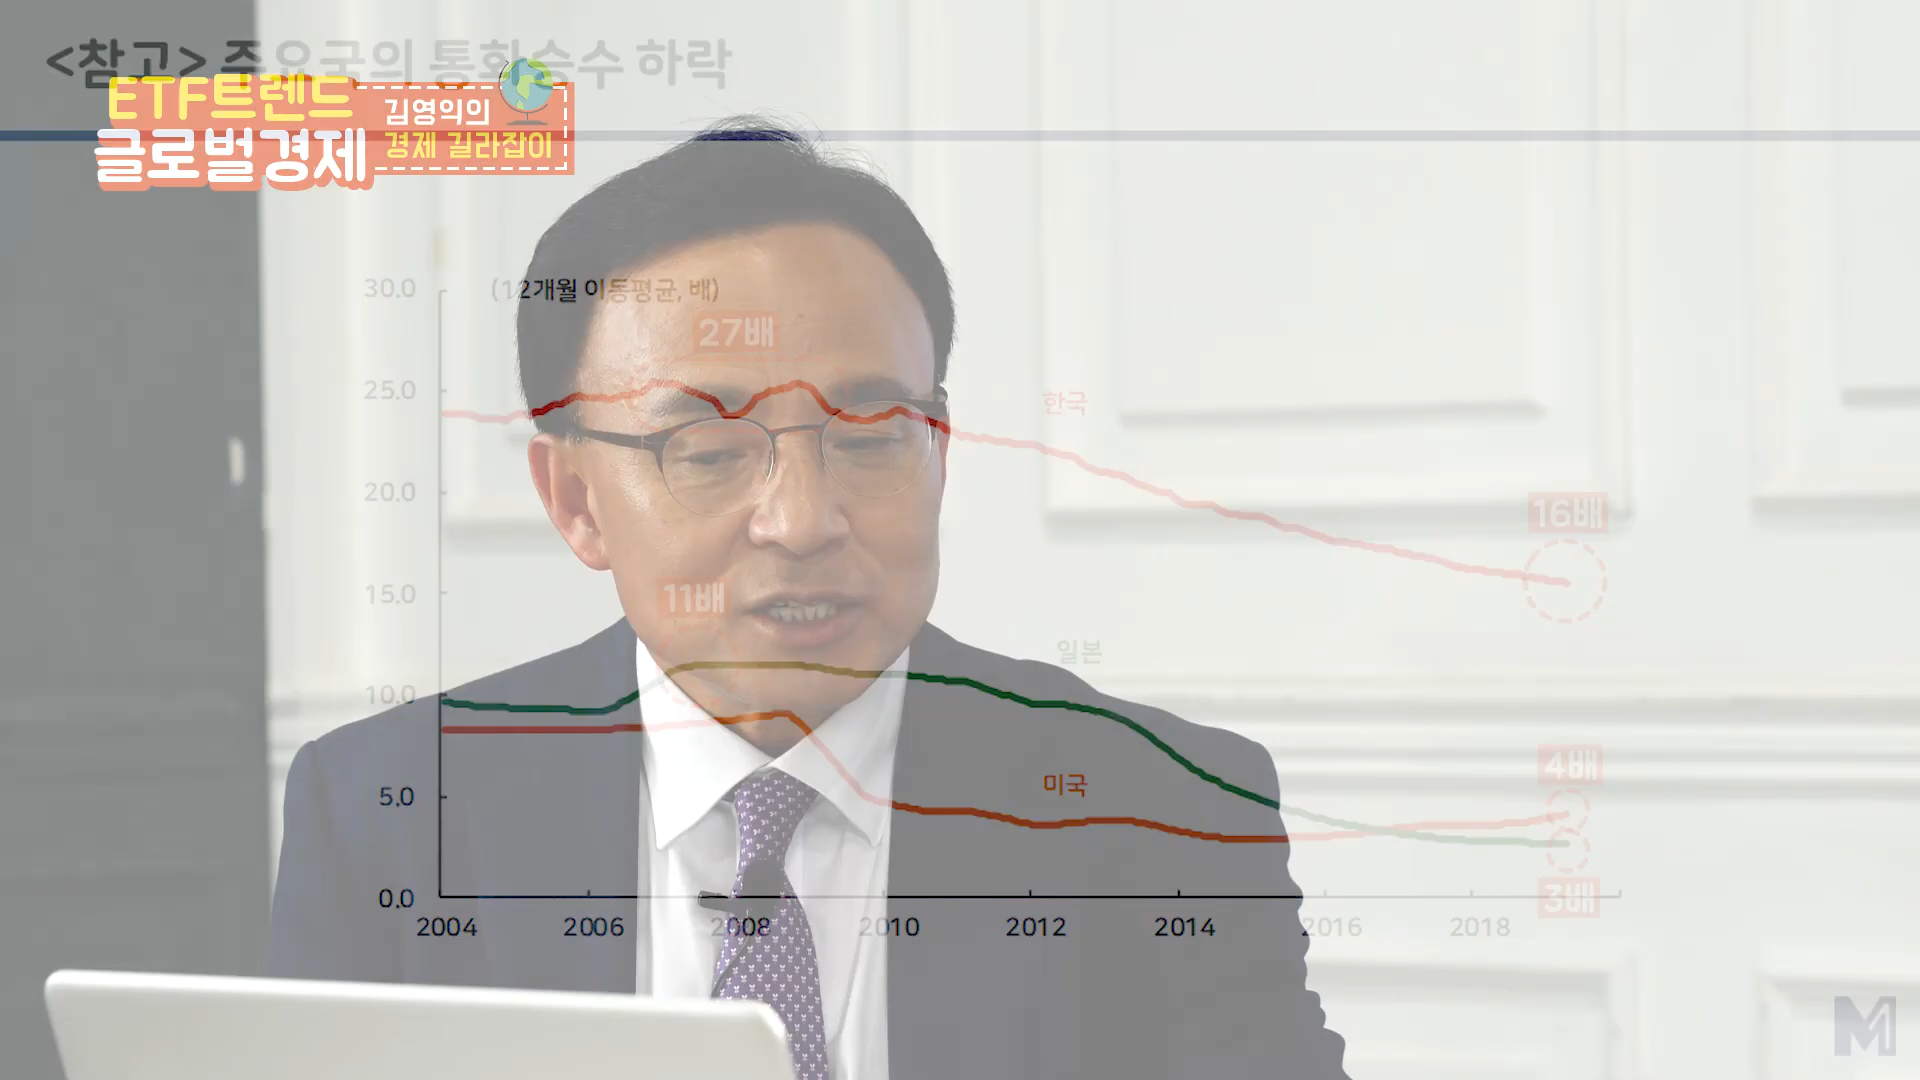 <참고> 주요국의 통화승수 하락
ETF트렌드
글로벌경제
김영익의
경제 길라잡이
(12개월 이동평균, 배)
30.0
25.0
20.0
15.0
10.0
5.0
0.0
27배
한국
16배
11배
일본
미국
4배
3배
2004 2006 2008 2010 2012 2014 2016 2018
M